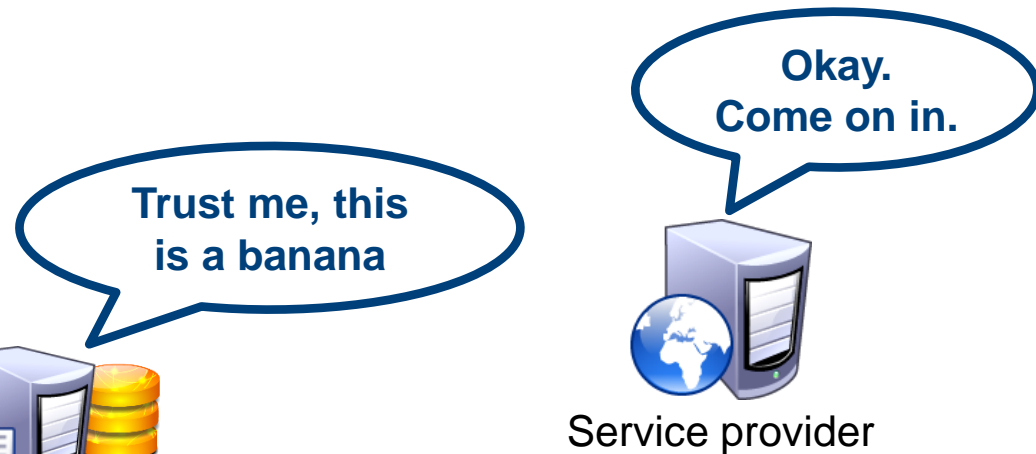 Okay.
Come on in.
Trust me, this
is a banana
Service provider